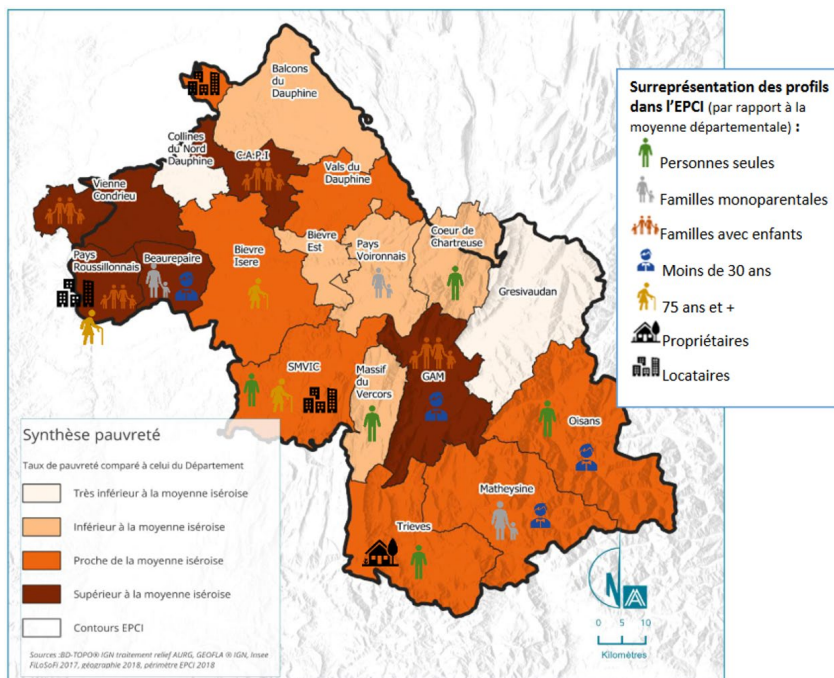 Balcons
du
Dauphine
Collines
du Nord
Dauphine
C.A.P.I
Vals du
Dauphine
Vienne
Condrieu
Bievre
Isere
Bievre
Est
Pays
Voironnais
Coeur de
Chartreuse
Pays
Roussillonnais
Beaurepaire
Gresivaudan
SMVIC
Massif
du
Vercors
GAM
Oisans
Matheysine
Trieves
Surreprésentation des profils
dans l'EPCI (par rapport à la
moyenne départementale) :
Personnes seules
Familles monoparentales
Familles avec enfants
Moins de 30 ans
75 ans et +
Propriétaires
Locataires
Synthèse pauvreté
Taux de pauvreté comparé à celui du Département
Très inférieur à la moyenne iséroise
Inférieur à la moyenne iséroise
Proche de la moyenne iséroise
Supérieur à la moyenne iséroise
Contours EPCI
Sources :BD-TOPO® IGN traitement relief AURG, GEOFLA ® IGN, Insee
FiLoSoFi 2017, géographie 2018, périmètre EPCI 2018
N
0 5 10
Kilomètres